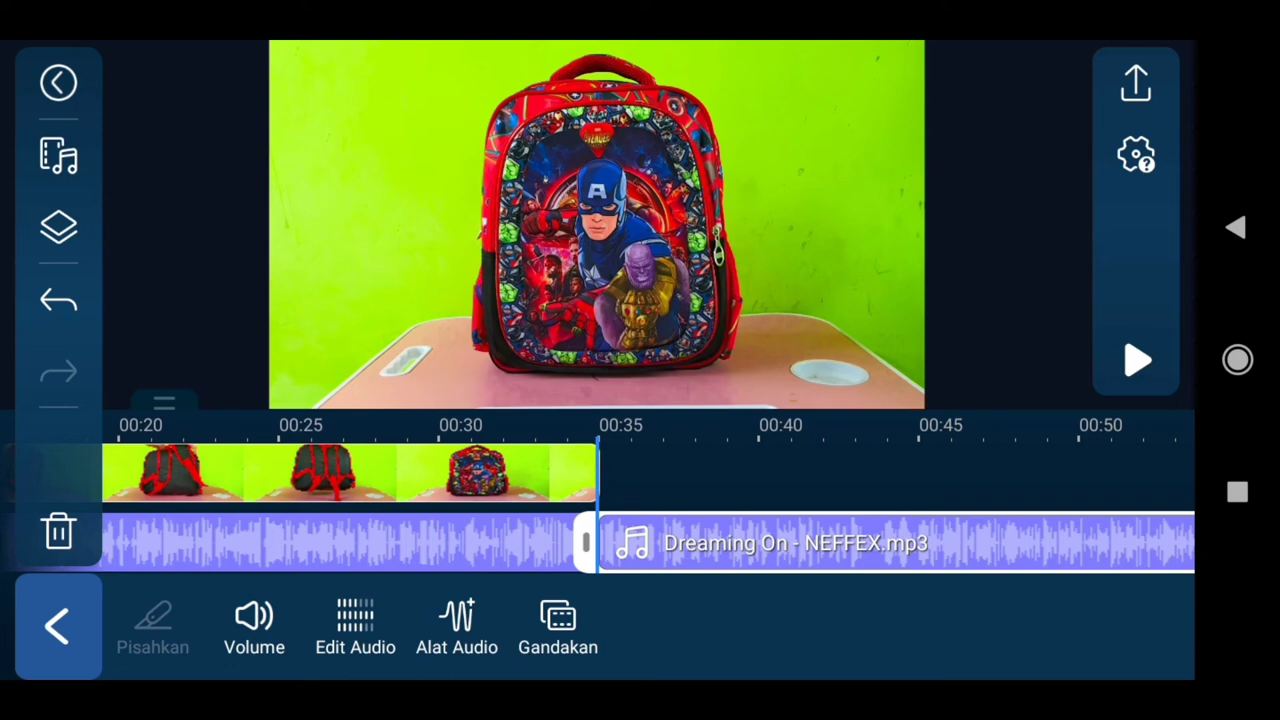 AVENGERS
A
00:20 00:25 00:30 00:35 00:40 00:45 00:50
Dreaming On - NEFFEX.mp3
Pisahkan Volume Edit Audio Alat Audio Gandakan